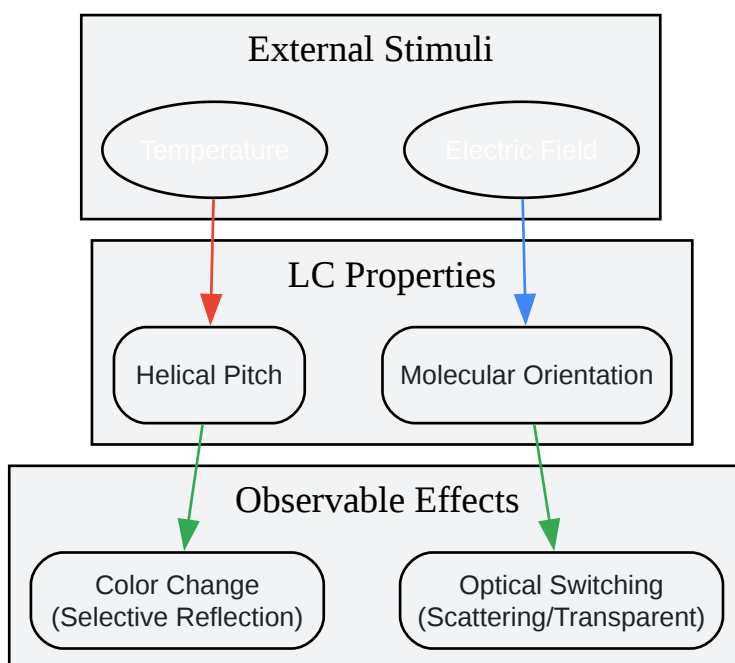 External Stimuli
Temperature
Electric Field
LC Properties
Helical Pitch
Molecular Orientation
Observable Effects
Color Change
(Selective Reflection)
Optical Switching
(Scattering/Transparent)